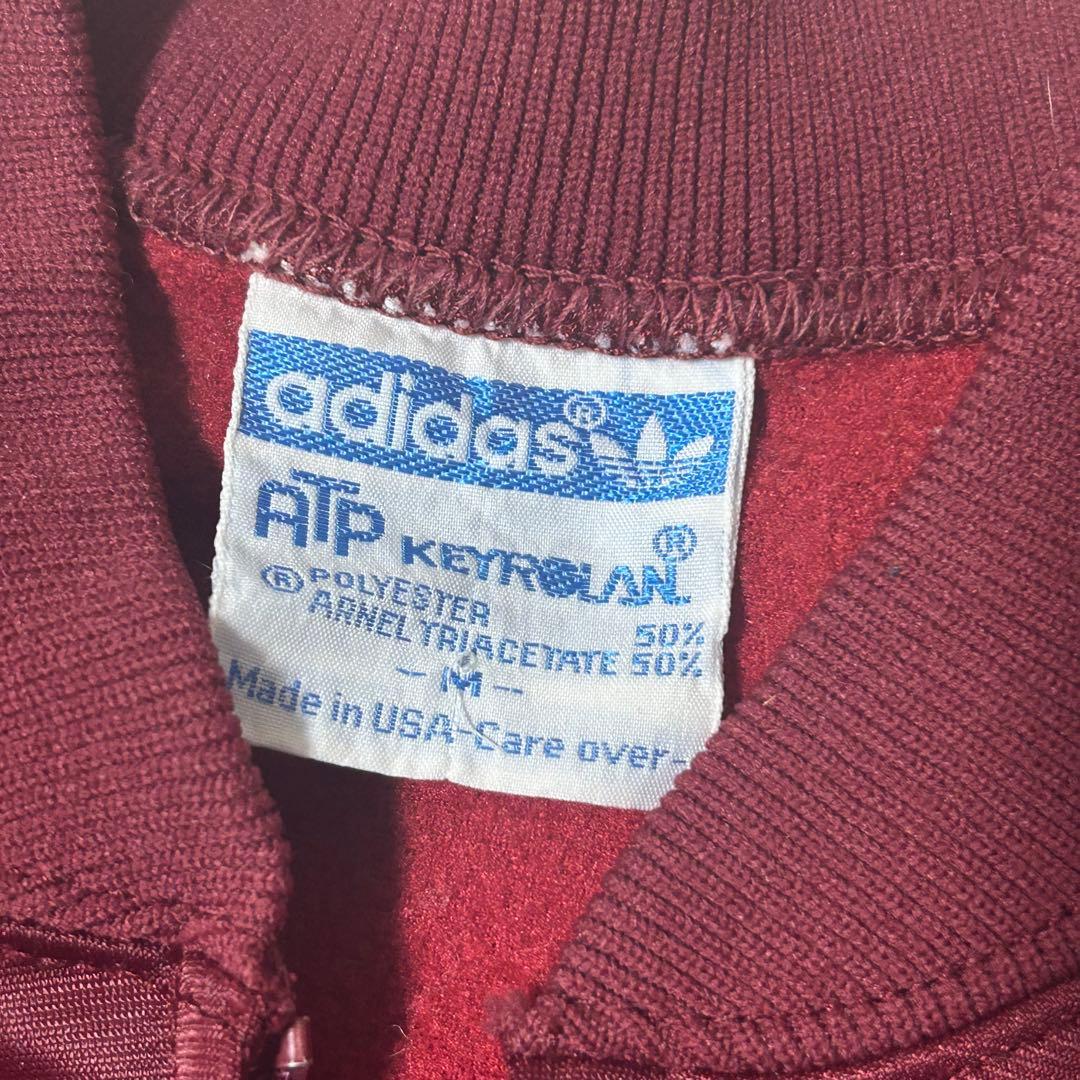 adidas®
ATP KEYROLAN®
POLYESTER 50%
® ARNEL TRIACETATE 50%
-- M --
Made in USA-Care over-